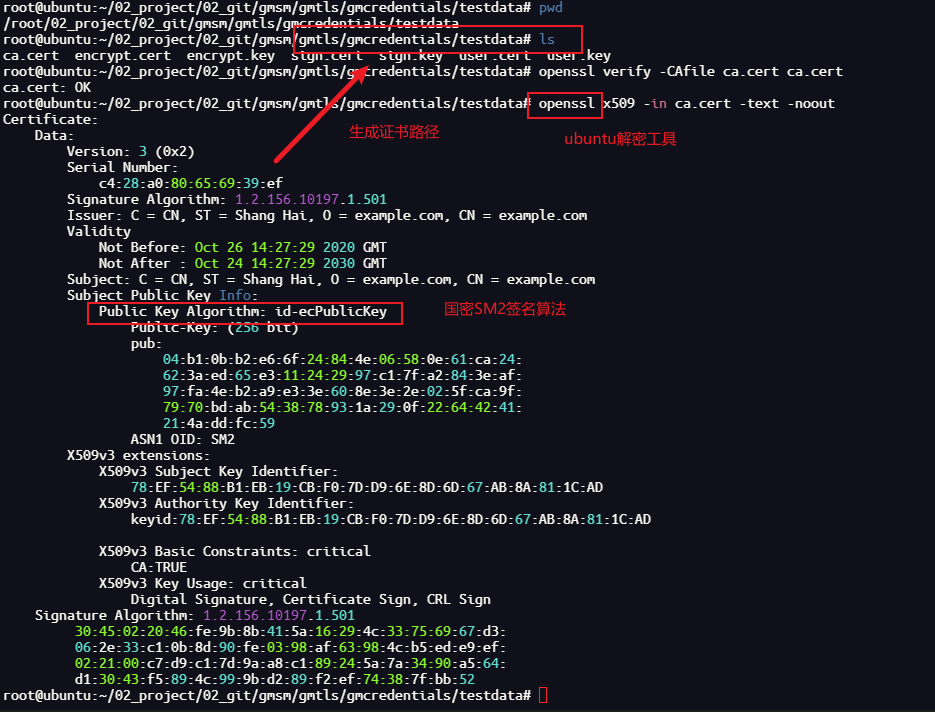 root@ubuntu:~/02_project/02_git/gmsm/gmtls/gmcredentials/testdata# pwd
/root/02_project/02_git/gmsm/gmtls/gmcredentials/testdata
root@ubuntu:~/02_project/02_git/gmsm/gmtls/gmcredentials/testdata# ls
ca.cert encrypt.cert encrypt.key sign.cert sign.key user.cert user.key
root@ubuntu:~/02_project/02_git/gmsm/gmtls/gmcredentials/testdata# openssl verify -CAfile ca.cert ca.cert
ca.cert: OK
root@ubuntu:~/02_project/02_git/gmsm/gmtls/gmcredentials/testdata# openssl x509 -in ca.cert -text -noout
Certificate:
生成证书路径
ubuntu解密工具
Data:
Version: 3 (0x2)
Serial Number:
c4:28:a0:80:65:69:39:ef
Signature Algorithm: 1.2.156.10197.1.501
Issuer: C = CN, ST = Shang Hai, O = example.com, CN = example.com
Validity
Not Before: Oct 26 14:27:29 2020 GMT
Not After : Oct 24 14:27:29 2030 GMT
Subject: C = CN, ST = Shang Hai, O = example.com, CN = example.com
Subject Public Key Info:
Public Key Algorithm: id-ecPublicKey
国密SM2签名算法
Public-Key: (256 bit)
pub:
04:b1:0b:b2:e6:6f:24:84:4e:06:58:0e:61:ca:24:
62:3a:ed:65:e3:11:24:29:97:c1:7f:a2:84:3e:af:
97:fa:4e:b2:a9:e3:3e:60:8e:3e:2e:02:5f:ca:9f:
79:70:bd:ab:54:38:78:93:1a:29:0f:22:64:42:41:
21:4a:dd:fc:59
ASN1 OID: SM2
X509v3 extensions:
X509v3 Subject Key Identifier:
78:EF:54:88:B1:EB:19:CB:F0:7D:D9:6E:8D:6D:67:AB:8A:81:1C:AD
X509v3 Authority Key Identifier:
keyid:78:EF:54:88:B1:EB:19:CB:F0:7D:D9:6E:8D:6D:67:AB:8A:81:1C:AD
X509v3 Basic Constraints: critical
CA:TRUE
X509v3 Key Usage: critical
Digital Signature, Certificate Sign, CRL Sign
Signature Algorithm: 1.2.156.10197.1.501
30:45:02:20:46:fe:9b:8b:41:5a:16:29:4c:33:75:69:67:d3:
06:2e:33:c1:0b:8d:90:fe:03:98:af:63:98:4c:b5:ed:e9:ef:
02:21:00:c7:d9:c1:7d:9a:a8:c1:89:24:5a:7a:34:90:a5:64:
d1:30:43:f5:89:4c:99:9b:d2:89:f2:ef:74:38:7f:bb:52
root@ubuntu:~/02_project/02_git/gmsm/gmtls/gmcredentials/testdata#